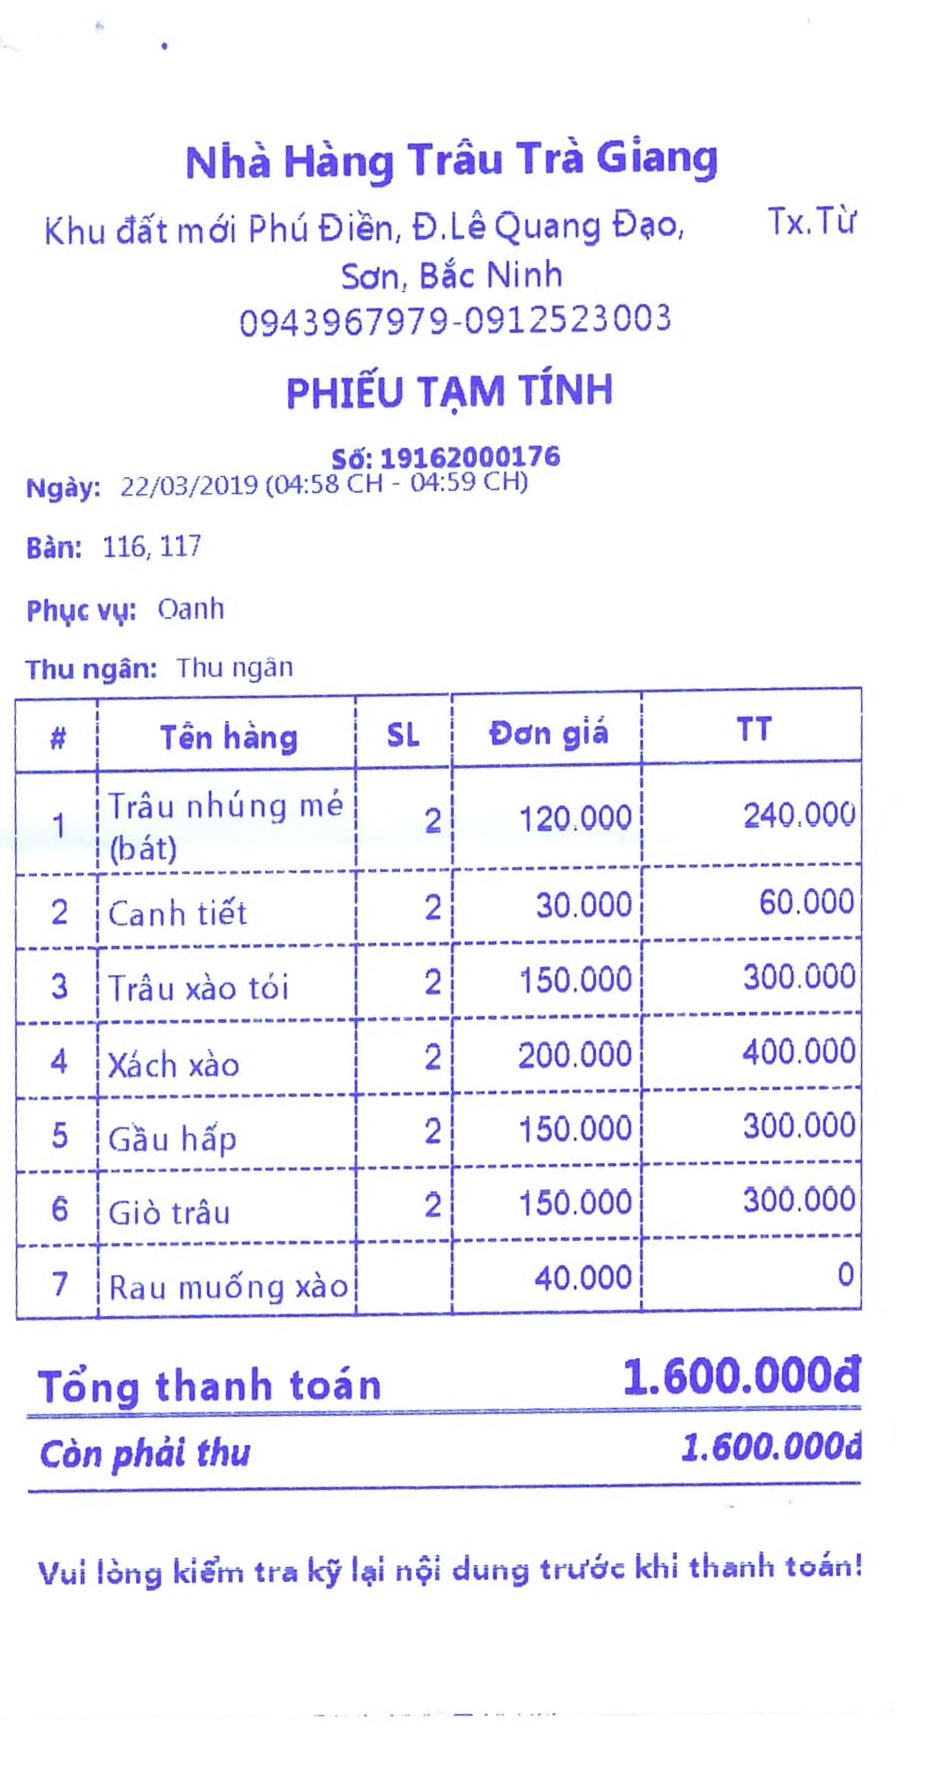 Nhà Hàng Trâu Trà Giang
Khu đất mới Phú Điền, Đ.Lê Quang Đạo, Tx.Từ
Sơn, Bắc Ninh
0943967979-0912523003
PHIẾU TẠM TÍNH
Số: 19162000176
Ngày: 22/03/2019 (04:58 CH - 04:59 CH)
Bàn: 116, 117
Phục vụ: Oanh
Thu ngân: Thu ngân
# Tên hàng SL Đơn giá TT
1 Trâu nhúng mẻ 2 120.000 240.000
(bát)
2 Canh tiết 2 30.000 60.000
3 Trâu xào tỏi 2 150.000 300.000
4 Xách xào 2 200.000 400.000
5 Gầu hấp 2 150.000 300.000
6 Giò trâu 2 150.000 300.000
7 Rau muống xào 40.000 0
Tổng thanh toán 1.600.000đ
Còn phải thu 1.600.000đ
Vui lòng kiểm tra kỹ lại nội dung trước khi thanh toán!